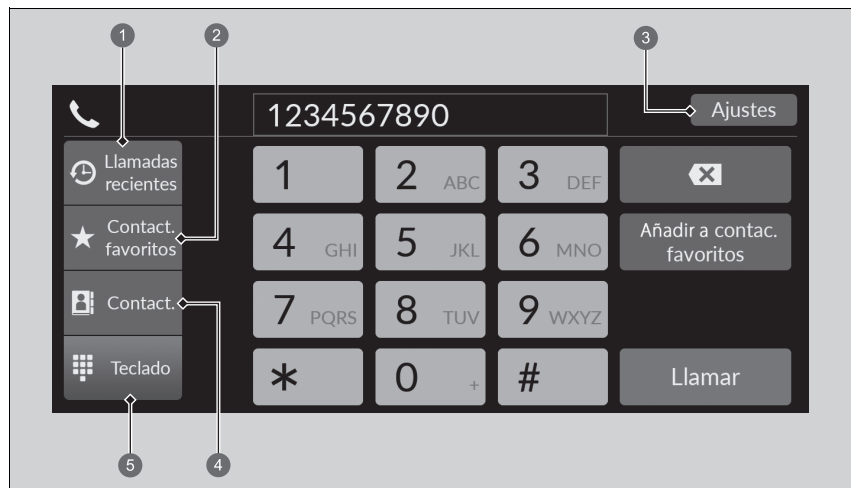 1
2
3
1234567890
Ajustes
Llamadas
recientes
1
2 ABC
3 DEF
Contact.
favoritos
4 GHI
5 JKL
6 MNO
Añadir a contac.
favoritos
Contact.
7 PQRS
8 TUV
9 WXYZ
Teclado
*
0 +
#
Llamar
5
4